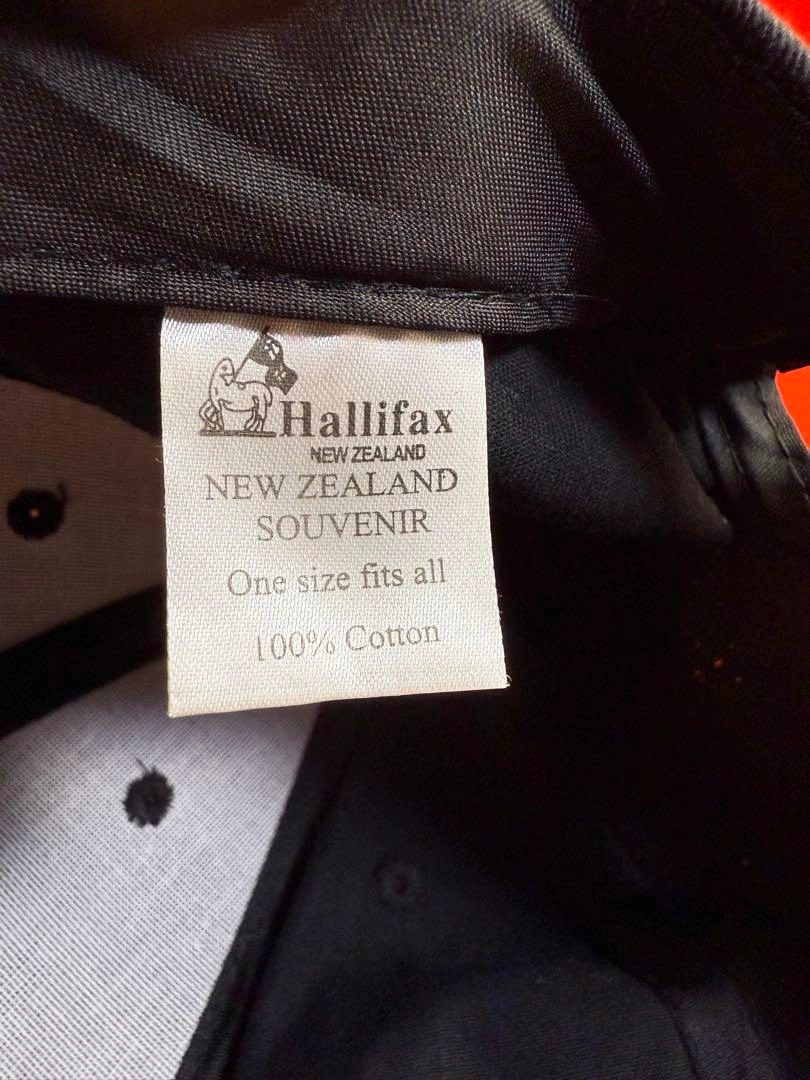 Hallifax
NEW ZEALAND
NEW ZEALAND
SOUVENIR
One size fits all
100% Cotton